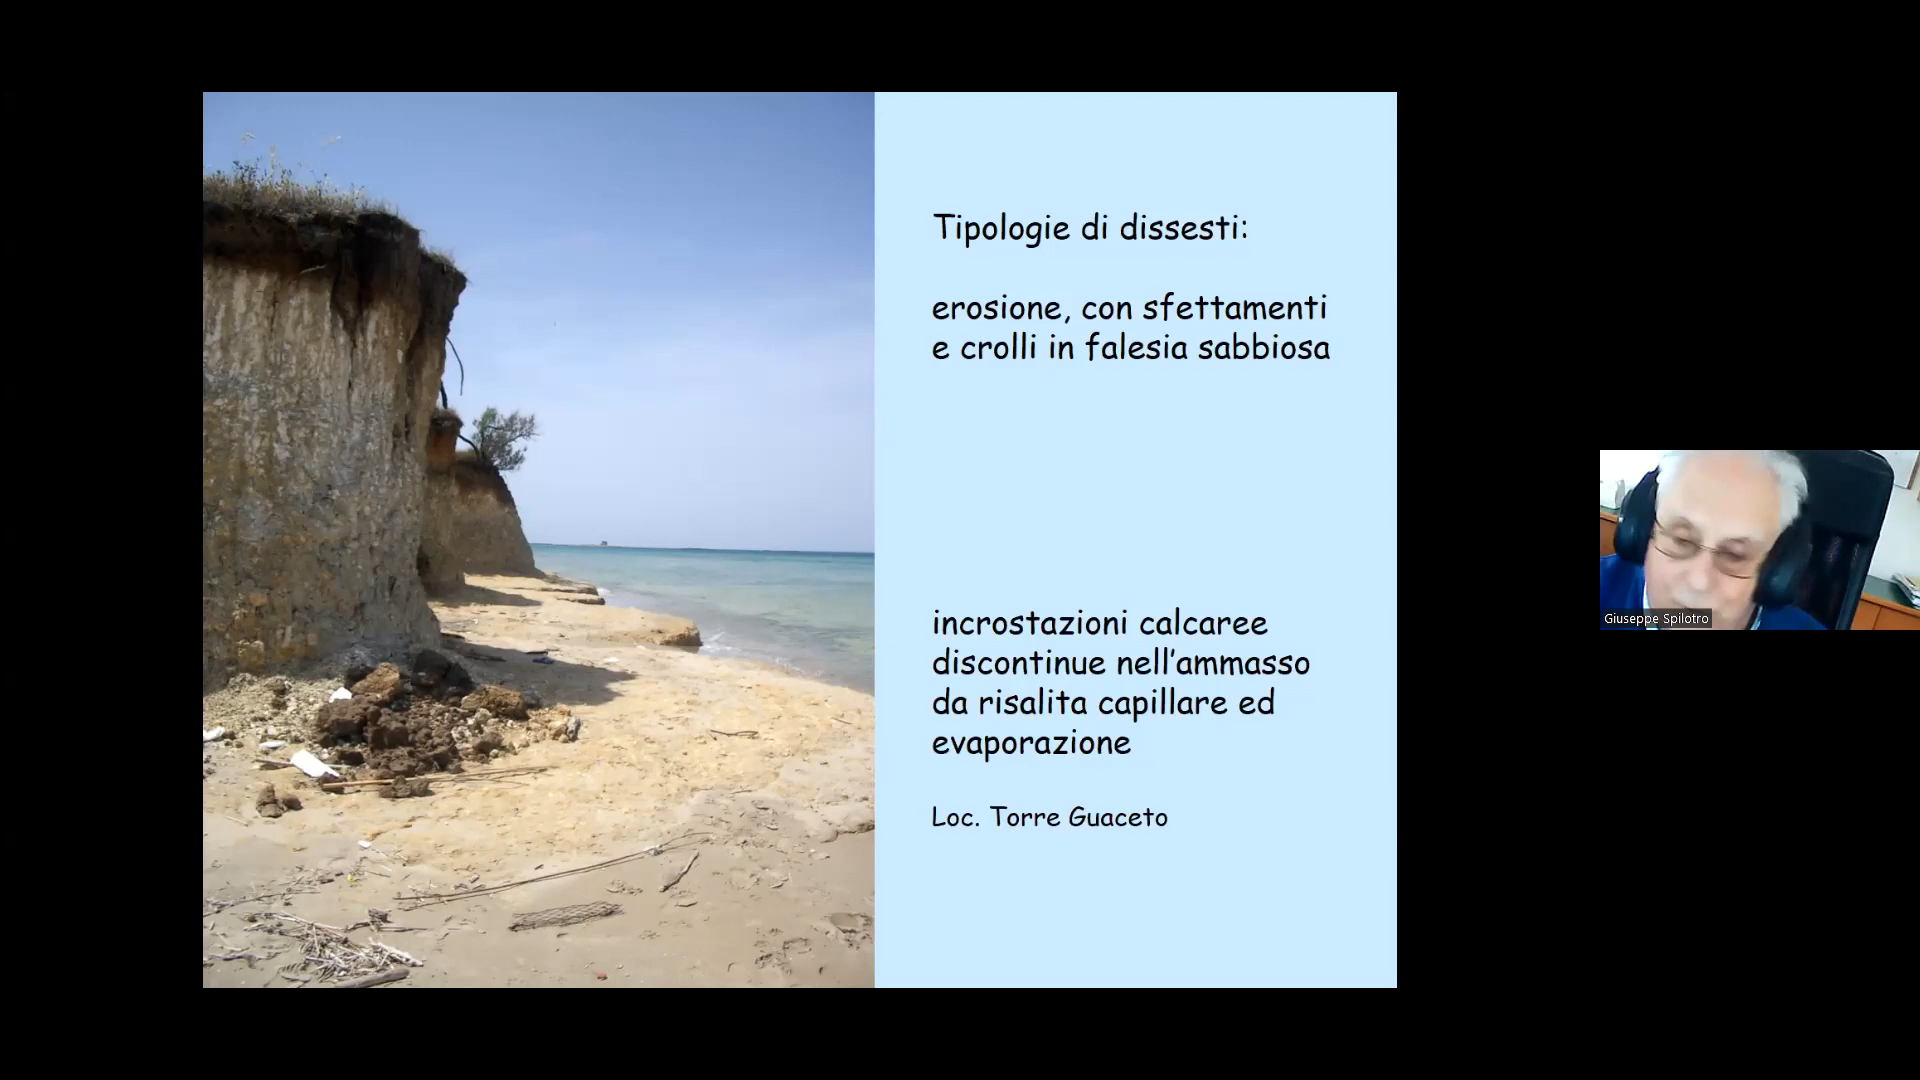 Tipologie di dissesti:
erosione, con sfettamenti
e crolli in falesia sabbiosa
incrostazioni calcaree
discontinue nell'ammasso
da risalita capillare ed
evaporazione
Loc. Torre Guaceto
Giuseppe Spilotro